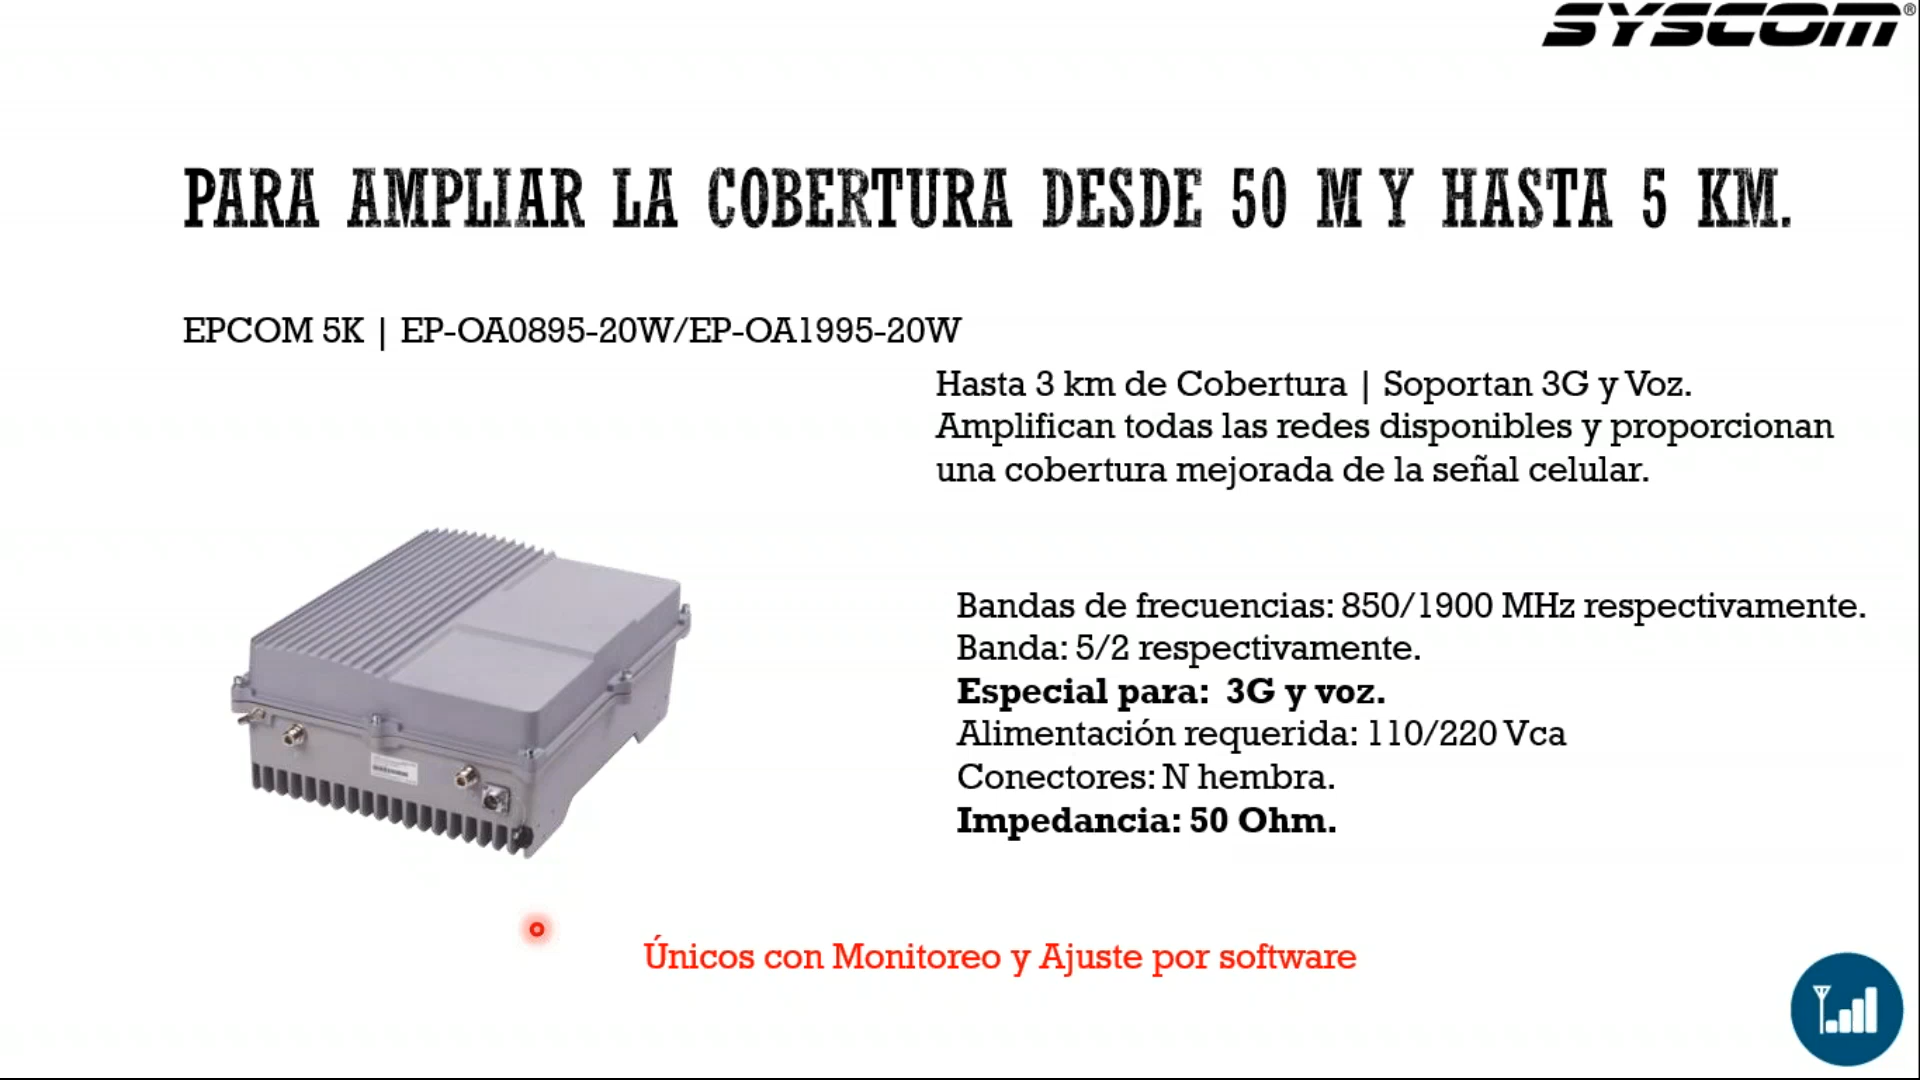 SYSCOM®
PARA AMPLIAR LA COBERTURA DESDE 50 M Y HASTA 5 KM.
EPCOM 5K | EP-OA0895-20W/EP-OA1995-20W
Hasta 3 km de Cobertura | Soportan 3G y Voz.
Amplifican todas las redes disponibles y proporcionan
una cobertura mejorada de la señal celular.
Bandas de frecuencias: 850/1900 MHz respectivamente.
Banda: 5/2 respectivamente.
Especial para: 3G y voz.
Alimentación requerida: 110/220 Vca
Conectores: N hembra.
Impedancia: 50 Ohm.
Únicos con Monitoreo y Ajuste por software